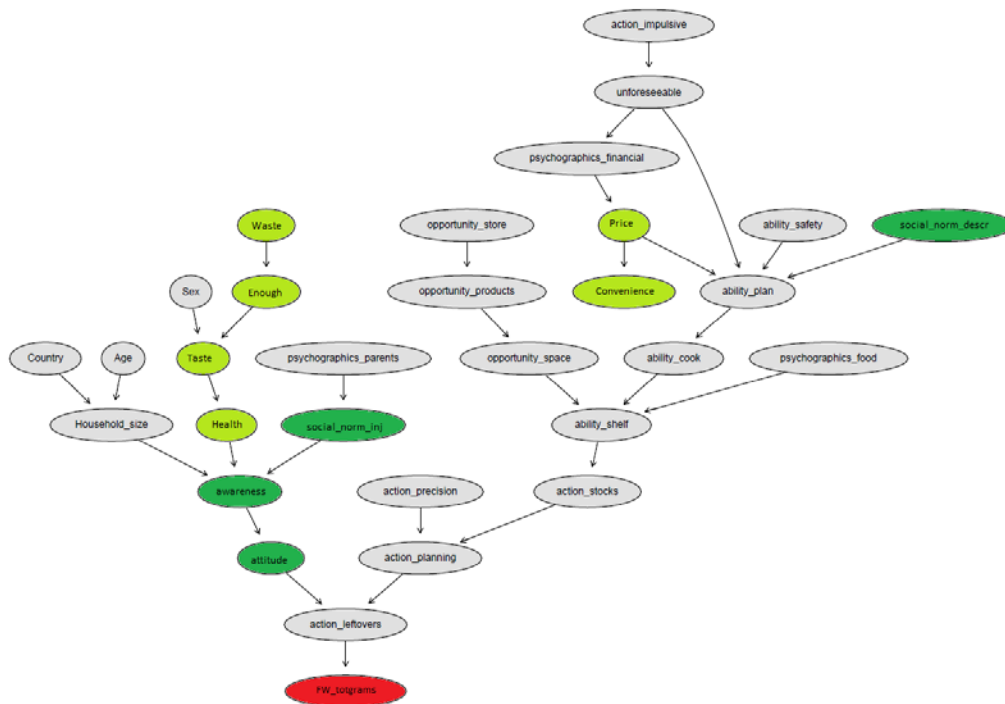 action_impulsive
unforeseeable
psychographics_financial
Waste
opportunity_store
Price
ability_safety
social_norm_descr
Sex
Enough
opportunity_products
Convenience
ability_plan
Country
Age
Taste
psychographics_parents
opportunity_space
ability_cook
psychographics_food
Household_size
Health
social_norm_inj
ability_shelf
awareness
action_precision
action_stocks
attitude
action_planning
action_leftovers
FW_totgrams